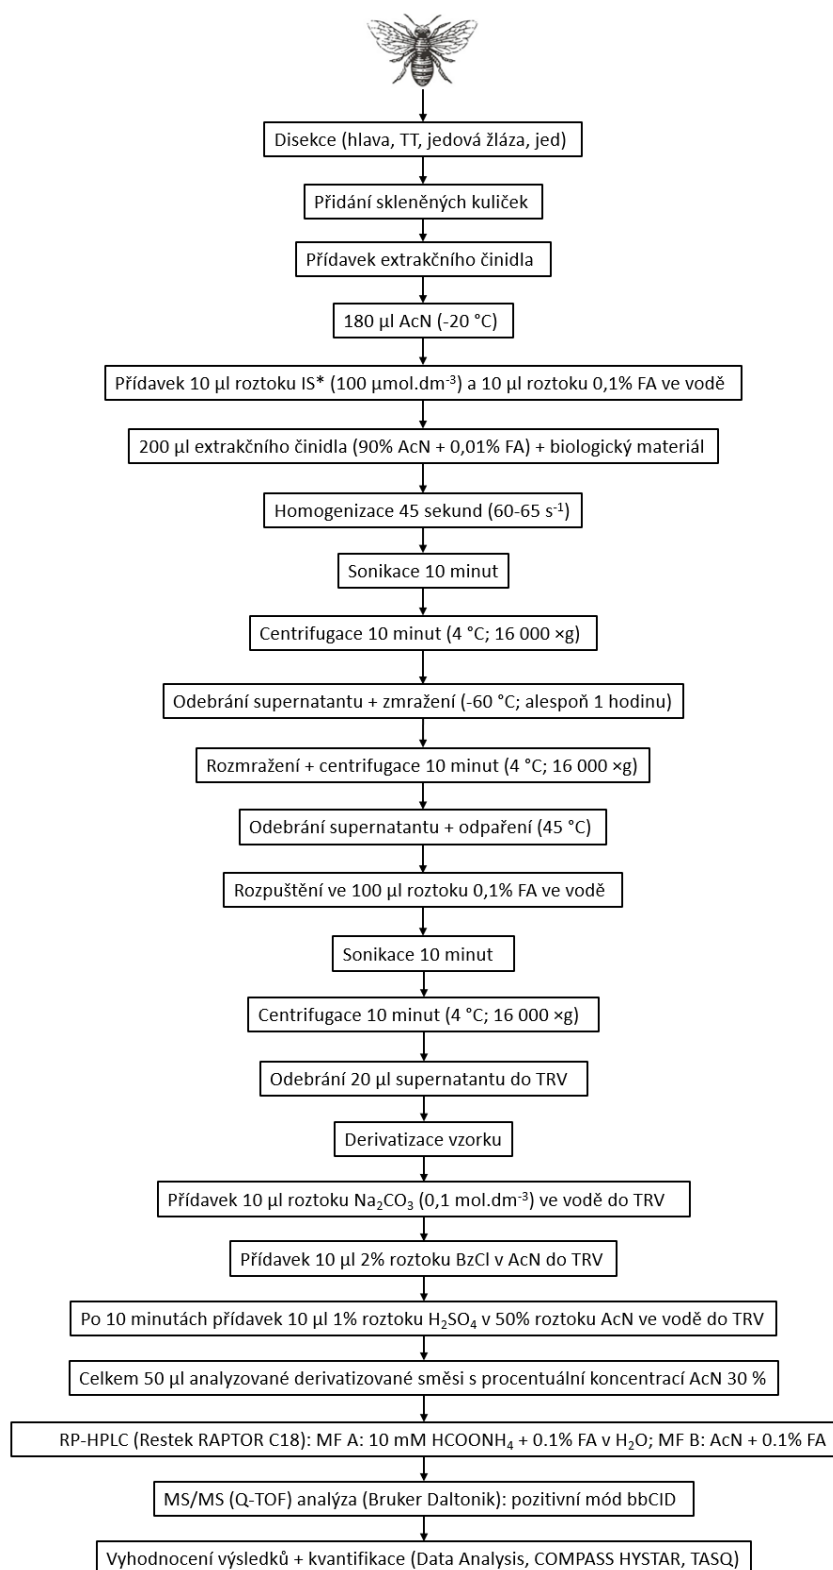 Disekce (hlava, TT, jedová žláza, jed)
Přidání skleněných kuliček
Přídavek extrakčního činidla
180 µl AcN (-20 °C)
Přídavek 10 µl roztoku IS* (100 µmol.dm⁻³) a 10 µl roztoku 0,1% FA ve vodě
200 µl extrakčního činidla (90% AcN + 0,01% FA) + biologický materiál
Homogenizace 45 sekund (60-65 s⁻¹)
Sonikace 10 minut
Centrifugace 10 minut (4 °C; 16 000 ×g)
Odebrání supernatantu + zmražení (-60 °C; alespoň 1 hodinu)
Rozmražení + centrifugace 10 minut (4 °C; 16 000 ×g)
Odebrání supernatantu + odpaření (45 °C)
Rozpuštění ve 100 µl roztoku 0,1% FA ve vodě
Sonikace 10 minut
Centrifugace 10 minut (4 °C; 16 000 ×g)
Odebrání 20 µl supernatantu do TRV
Derivatizace vzorku
Přídavek 10 µl roztoku Na₂CO₃ (0,1 mol.dm⁻³) ve vodě do TRV
Přídavek 10 µl 2% roztoku BzCl v AcN do TRV
Po 10 minutách přídavek 10 µl 1% roztoku H₂SO₄ v 50% roztoku AcN ve vodě do TRV
Celkem 50 µl analyzované derivatizované směsi s procentuální koncentrací AcN 30 %
RP-HPLC (Restek RAPTOR C18): MF A: 10 mM HCOONH₄ + 0.1% FA v H₂O; MF B: AcN + 0.1% FA
MS/MS (Q-TOF) analýza (Bruker Daltonik): pozitivní mód bbCID
Vyhodnocení výsledků + kvantifikace (Data Analysis, COMPASS HYSTAR, TASQ)